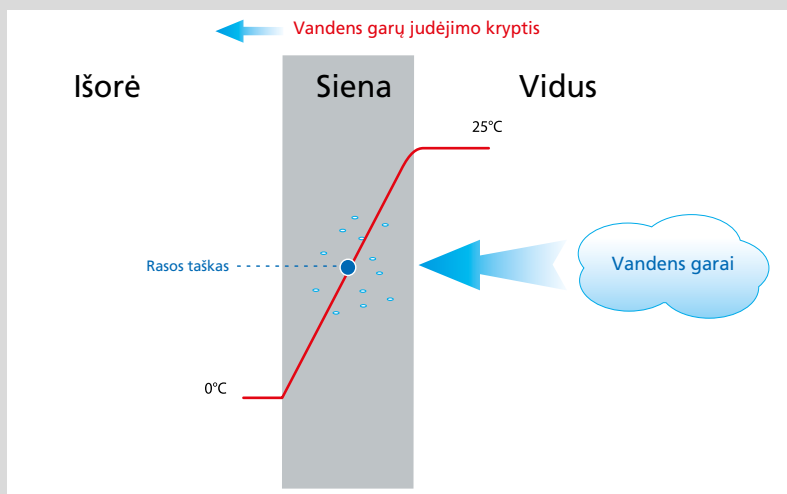 Vandens garų judėjimo kryptis
Išorė
Siena
Vidus
25°C
Rasos taškas
Vandens garai
0°C